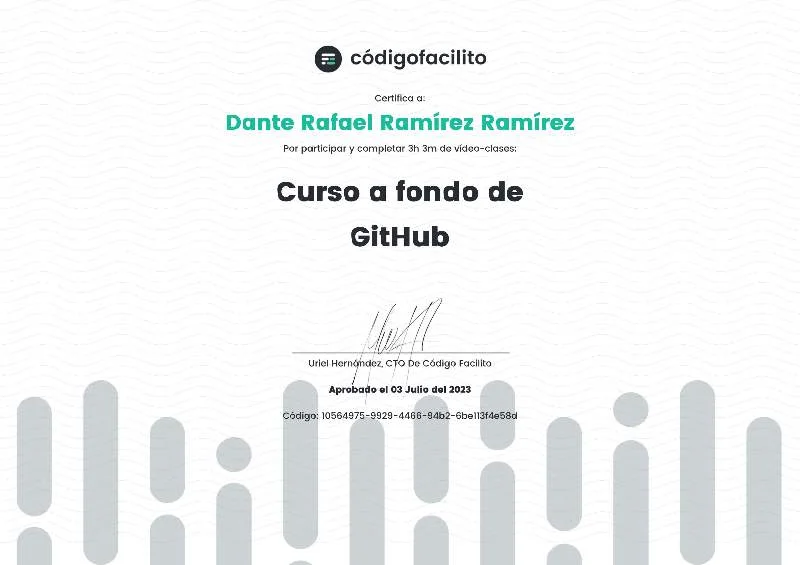 códigofacilito
Certifica a:
Dante Rafael Ramírez Ramírez
Por participar y completar 3h 3m de vídeo-clases:
Curso a fondo de
GitHub
Uriel Hernández, CTO De Código Facilito
Aprobado el 03 Julio del 2023
Código: 10564975-9929-4466-94b2-6be113f4e58d